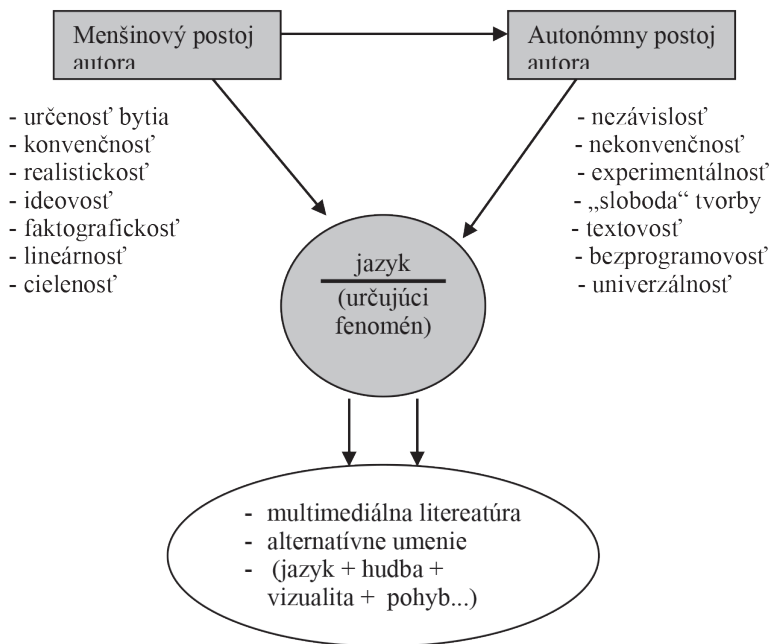 Menšinový postoj
autora
Autonómny postoj
autora
- určenosť bytia
- konvenčnosť
- realistickosť
- ideovosť
- faktografickosť
- lineárnosť
- cielenosť
- nezávislosť
- nekonvenčnosť
- experimentálnosť
- „sloboda“ tvorby
- textovosť
- bezprogramovosť
- univerzálnosť
jazyk
(určujúci
fenomén)
- multimediálna litereatúra
- alternatívne umenie
- (jazyk + hudba +
vizualita + pohyb...)